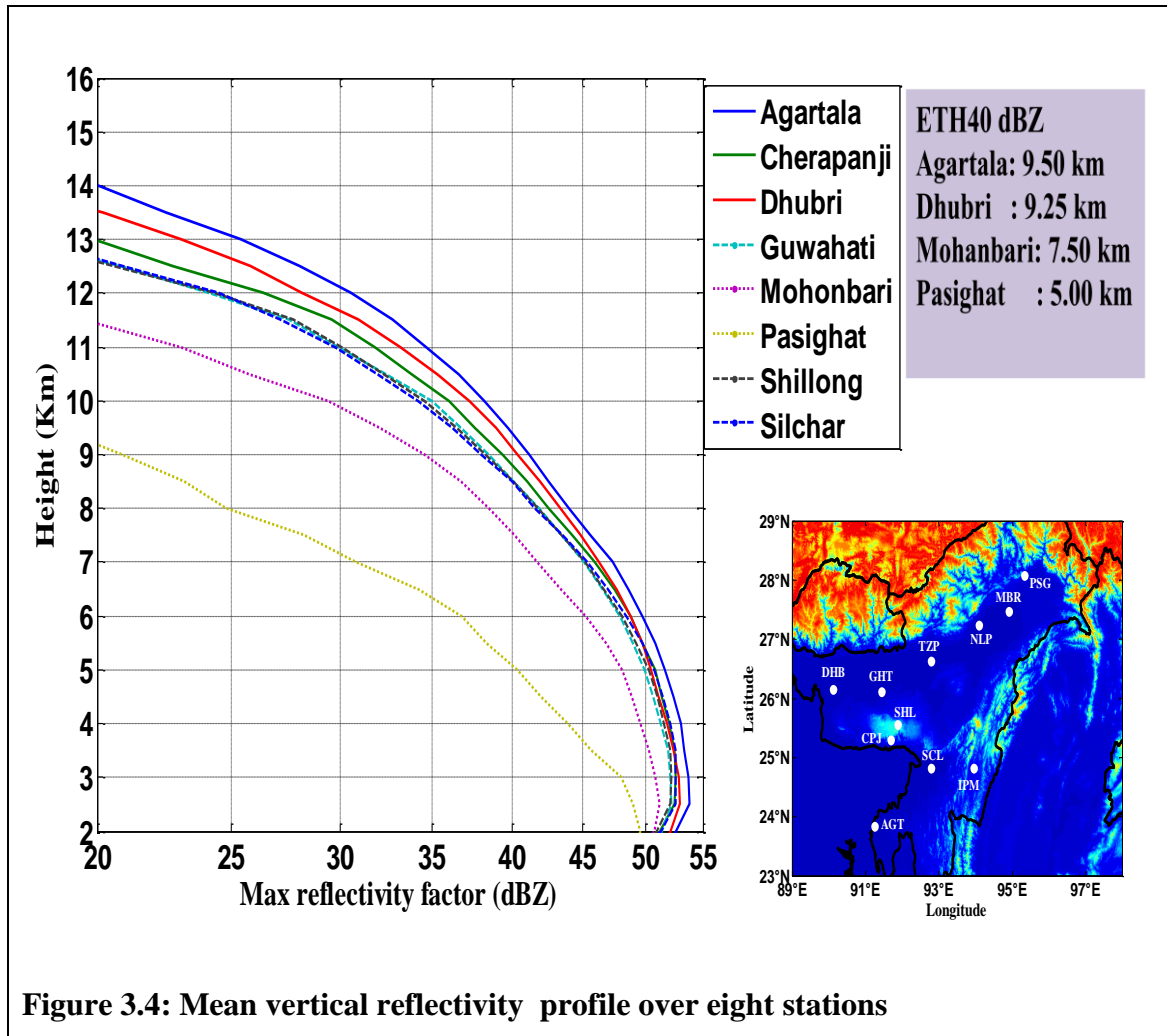 16
15
14
13
12
11
10
9
8
7
6
5
4
3
2
Height (Km)
20 25 30 35 40 45 50 55
Max reflectivity factor (dBZ)
Agartala
Cherapanji
Dhubri
Guwahati
Mohonbari
Pasighat
Shillong
Silchar
ETH40 dBZ
Agartala: 9.50 km
Dhubri : 9.25 km
Mohanbari: 7.50 km
Pasighat : 5.00 km
29°N
28°N
27°N
26°N
25°N
24°N
23°N
Latitude
PSG
MBR
NLP
TZP
DHB
GHT
SHL
CPJ
SCL
IPM
AGT
89°E 91°E 93°E 95°E 97°E
Longitude
Figure 3.4: Mean vertical reflectivity profile over eight stations